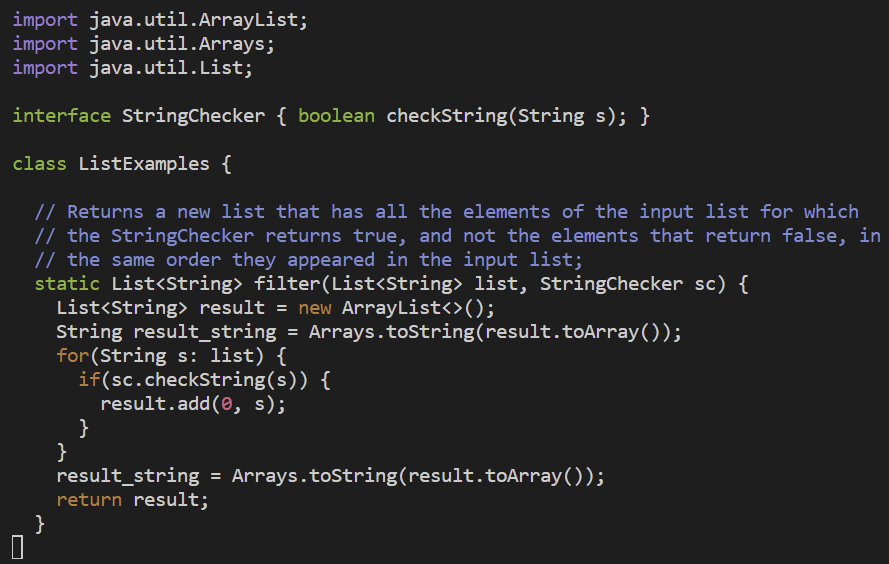 import java.util.ArrayList;
import java.util.Arrays;
import java.util.List;

interface StringChecker { boolean checkString(String s); }

class ListExamples {

  // Returns a new list that has all the elements of the input list for which
  // the StringChecker returns true, and not the elements that return false, in
  // the same order they appeared in the input list;
  static List<String> filter(List<String> list, StringChecker sc) {
    List<String> result = new ArrayList<>();
    String result_string = Arrays.toString(result.toArray());
    for(String s: list) {
      if(sc.checkString(s)) {
        result.add(0, s);
      }
    }
    result_string = Arrays.toString(result.toArray());
    return result;
  }